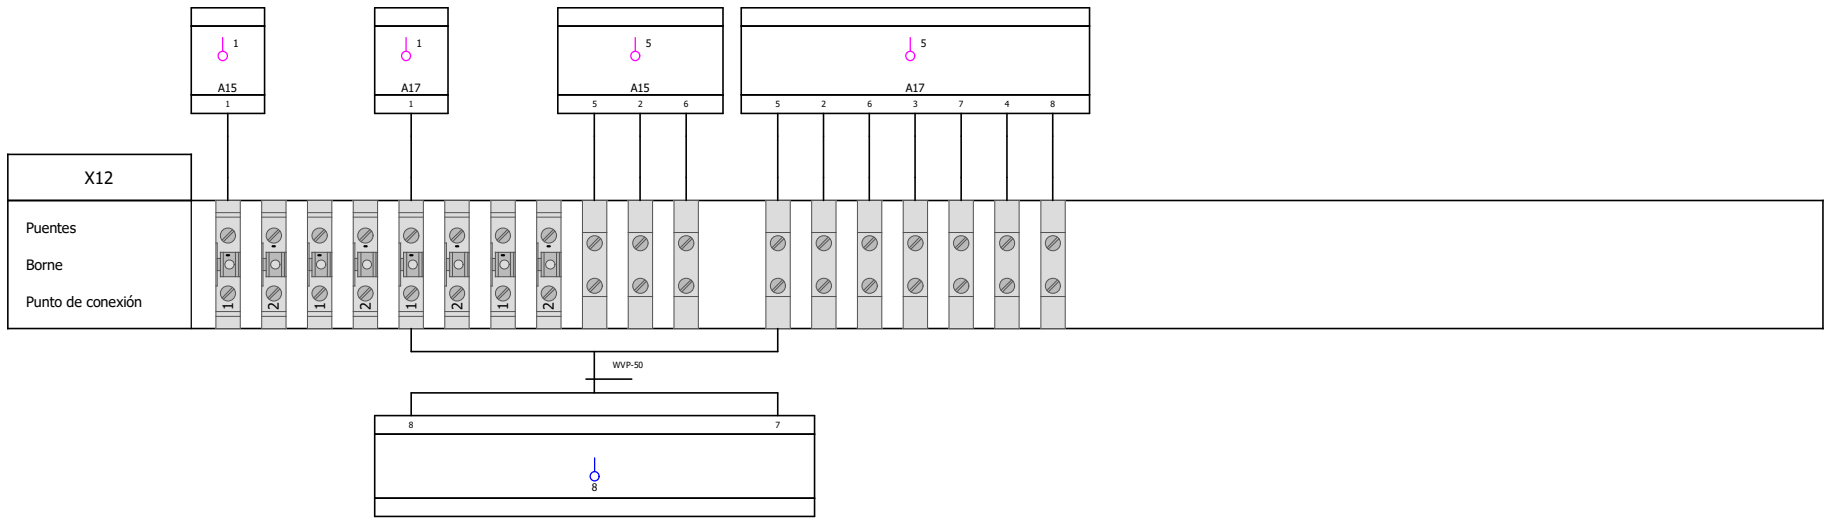 1 1 5 5
A15 A17 A15 A17
1 1 5 2 6 5 2 6 3 7 4 8
X12
Puentes
Borne
Punto de conexión
1 2 1 2 1 2 1 2
WVP-50
8 7
8